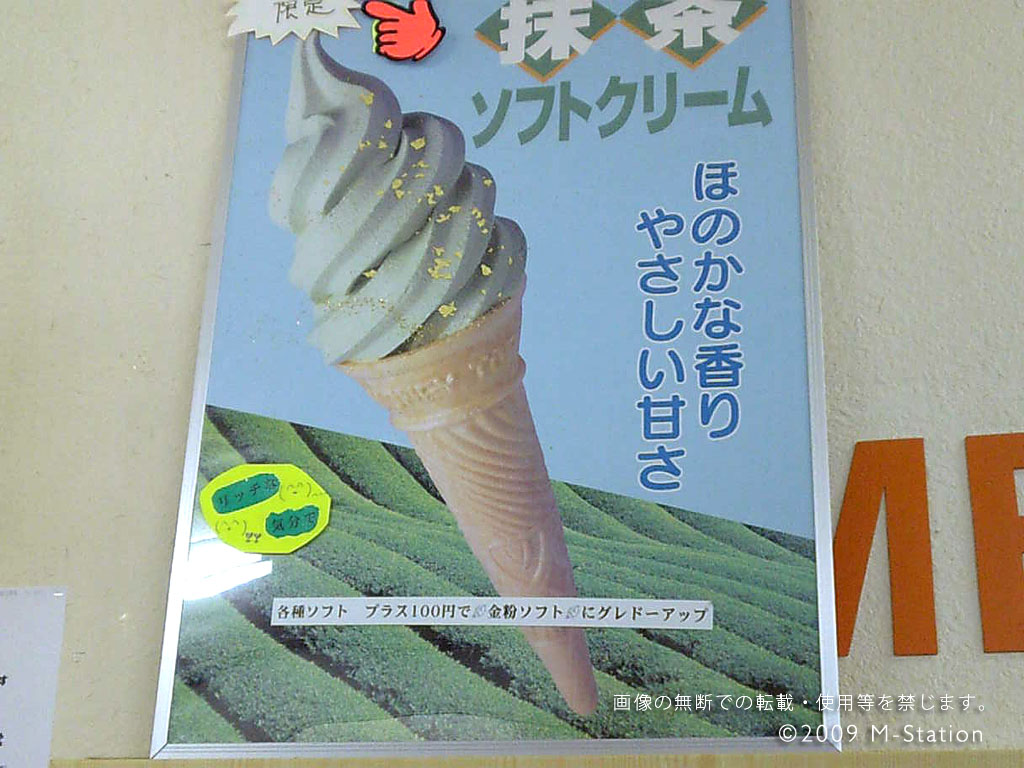 限定
抹茶
ソフトクリーム
ほのかな香り
やさしい甘さ
リッチな
気分で
各種ソフト　プラス100円で金粉ソフトにグレドーアップ
画像の無断での転載・使用等を禁じます。
©2009 M-Station